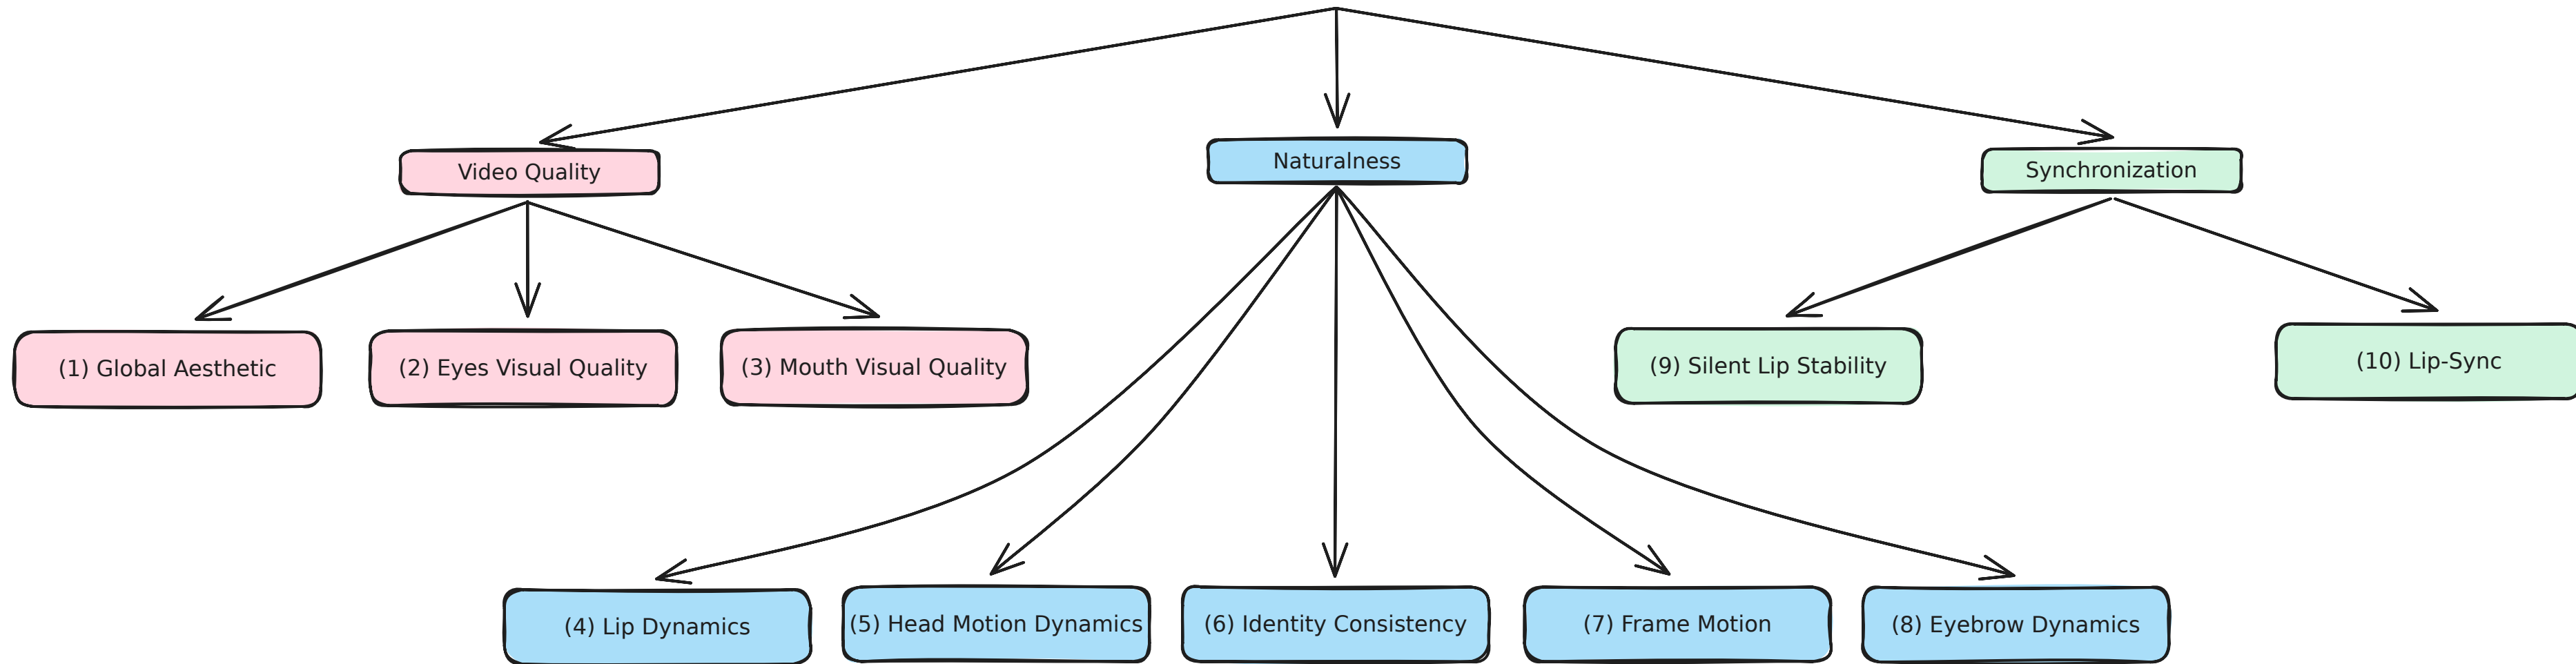 Video Quality
Naturalness
Synchronization
(1) Global Aesthetic
(2) Eyes Visual Quality
(3) Mouth Visual Quality
(9) Silent Lip Stability
(10) Lip-Sync
(4) Lip Dynamics
(5) Head Motion Dynamics
(6) Identity Consistency
(7) Frame Motion
(8) Eyebrow Dynamics